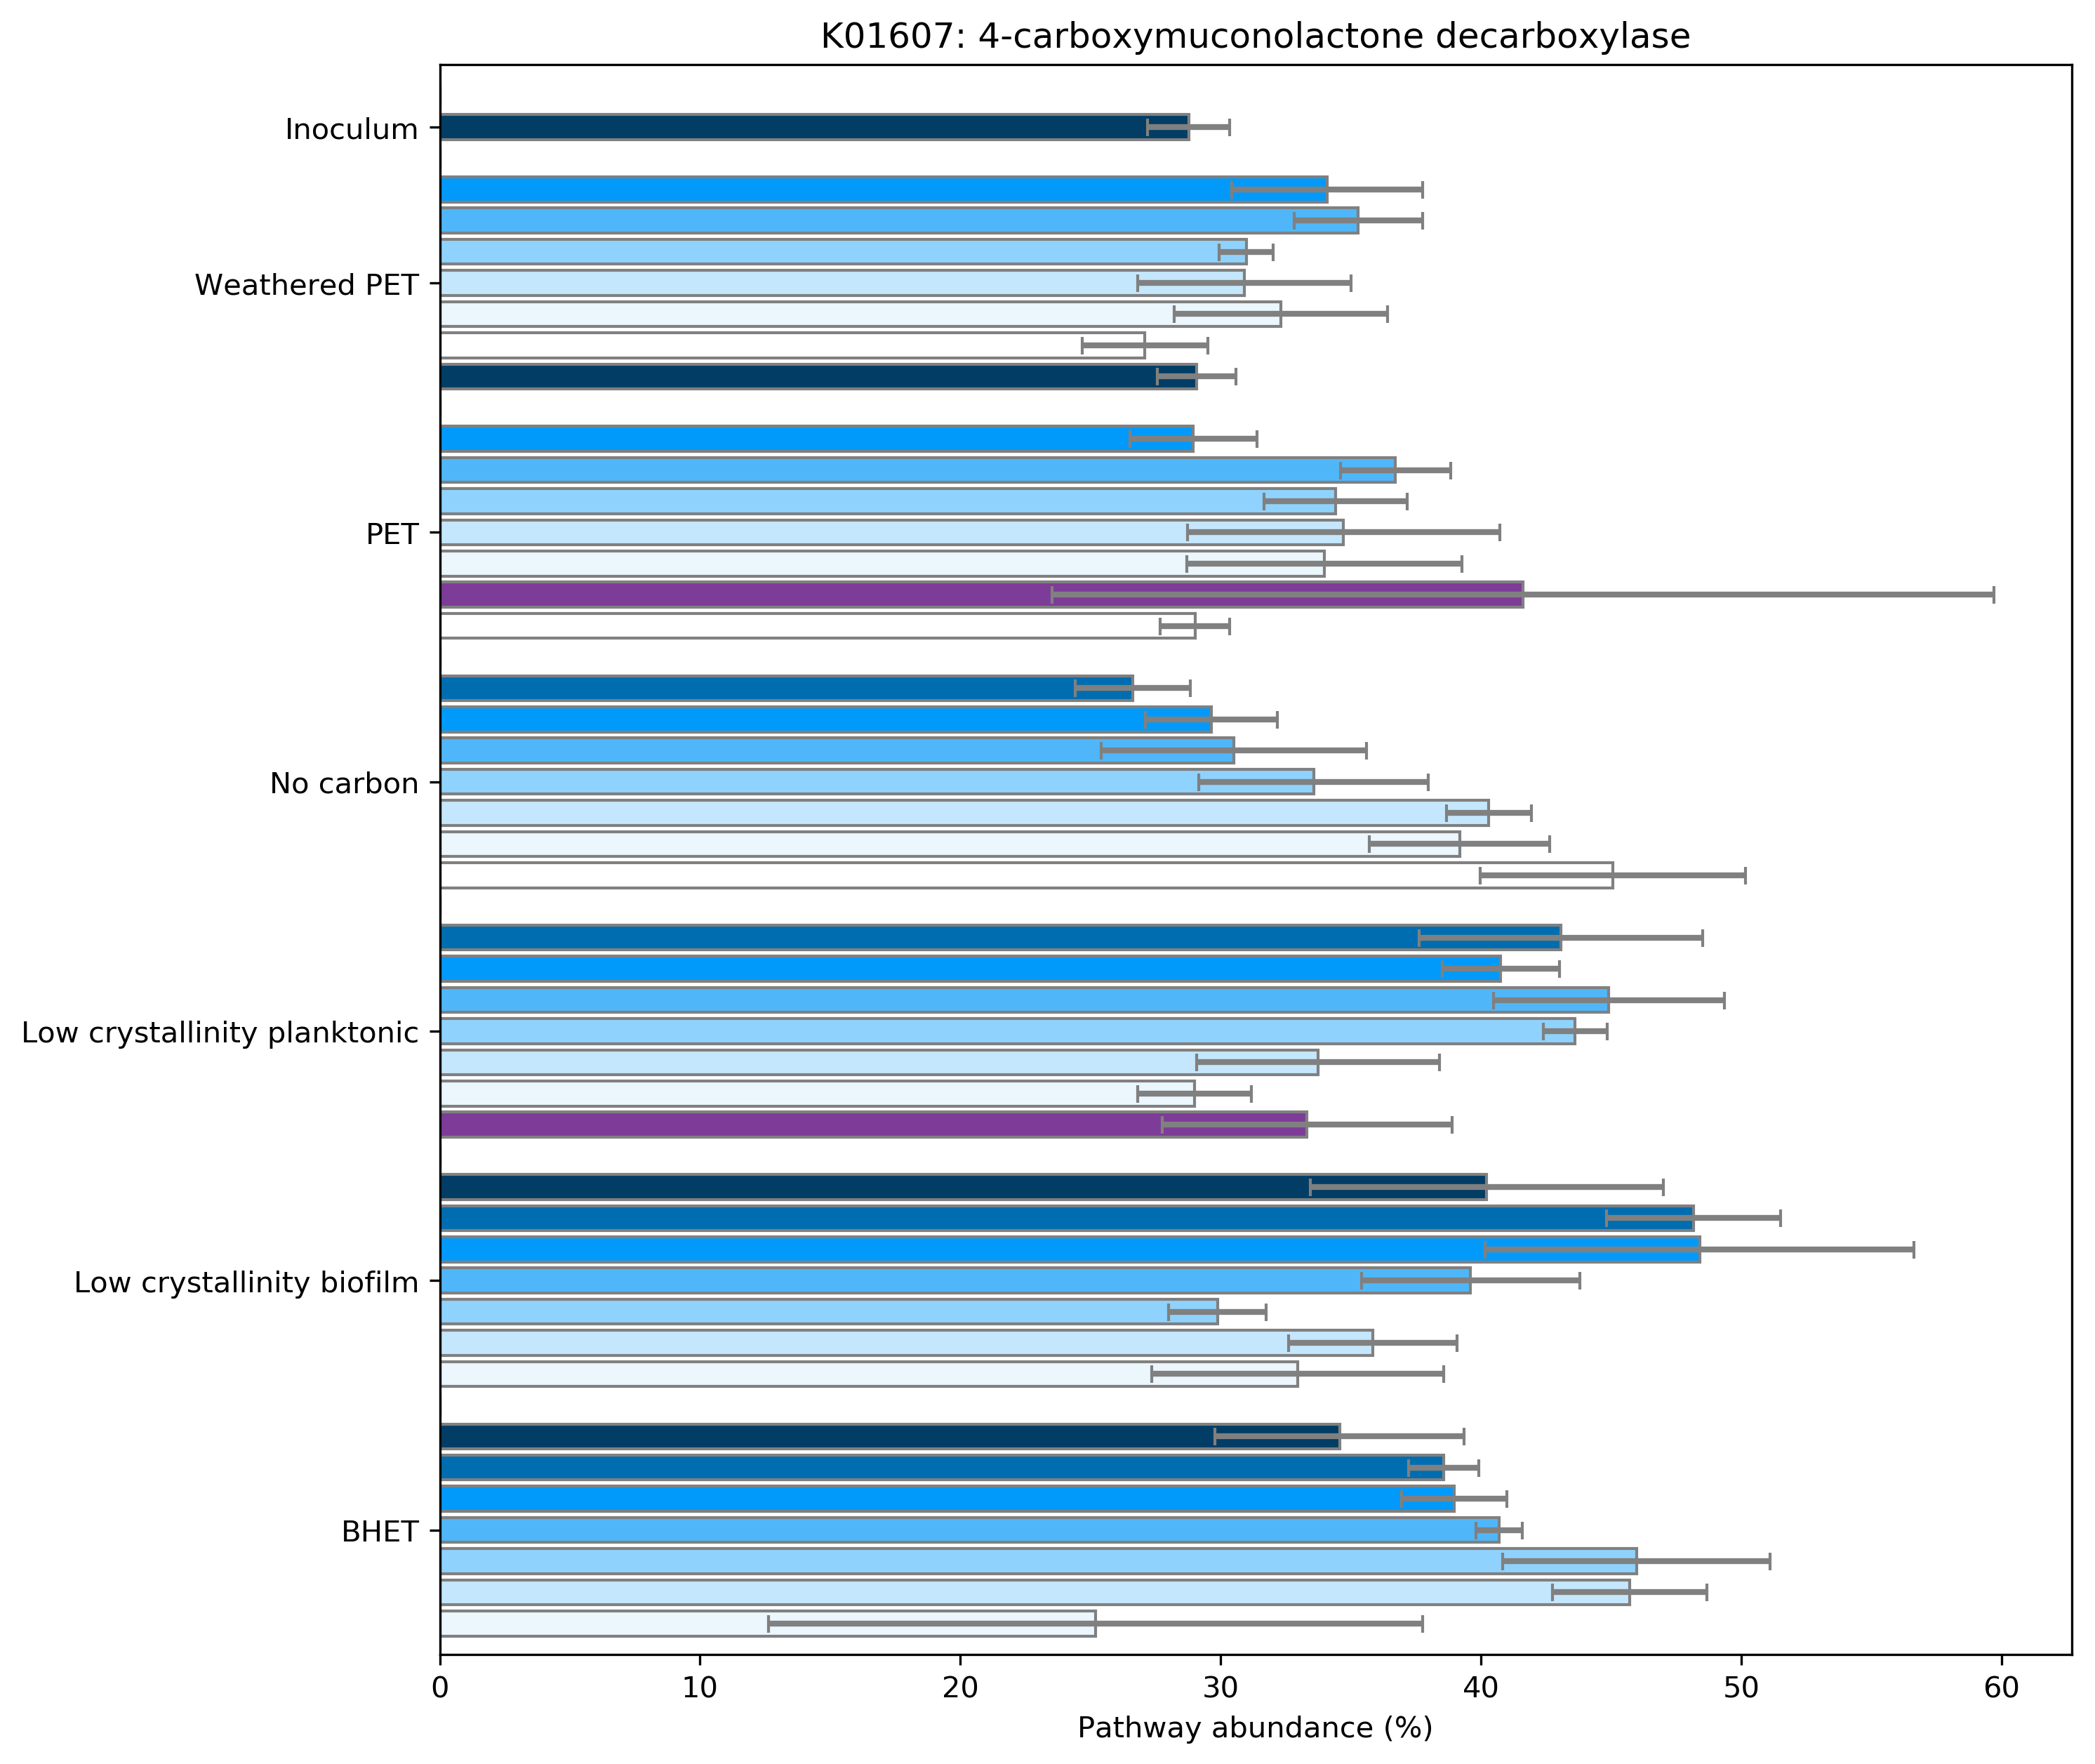 K01607: 4-carboxymuconolactone decarboxylase
Inoculum
Weathered PET
PET
No carbon
Low crystallinity planktonic
Low crystallinity biofilm
BHET
0 10 20 30 40 50 60
Pathway abundance (%)